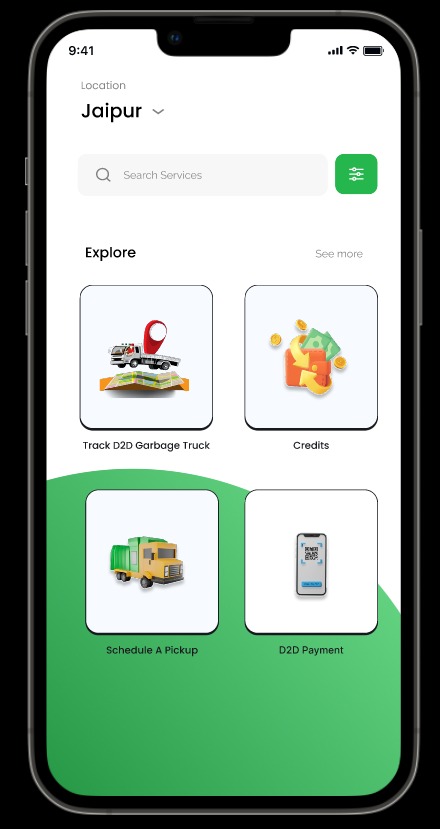 9:41
Location
Jaipur
Search Services
Explore
See more
Track D2D Garbage Truck
Credits
Schedule A Pickup
D2D Payment